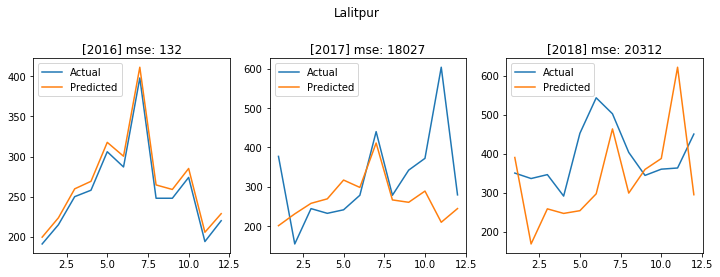 Lalitpur
[2016] mse: 132
[2017] mse: 18027
[2018] mse: 20312
Actual
Predicted
Actual
Predicted
Actual
Predicted
400
350
300
250
200
2.5 5.0 7.5 10.0 12.5
600
500
400
300
200
2.5 5.0 7.5 10.0 12.5
600
500
400
300
200
2.5 5.0 7.5 10.0 12.5